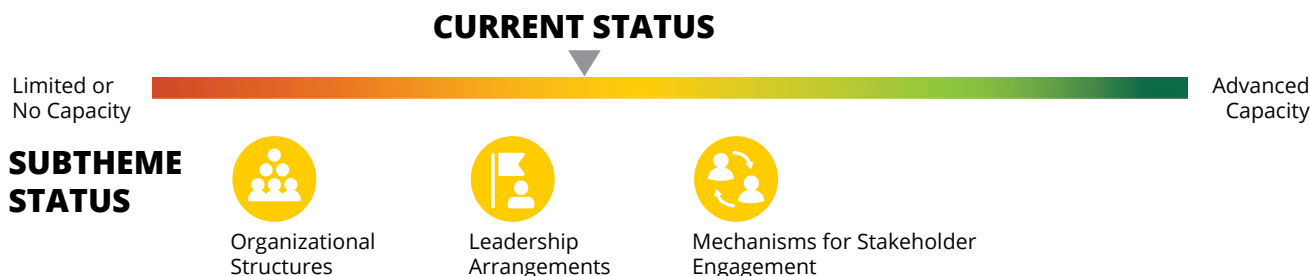 CURRENT STATUS
Limited or
No Capacity
Advanced
Capacity
SUBTHEME
STATUS
Organizational
Structures
Leadership
Arrangements
Mechanisms for Stakeholder
Engagement